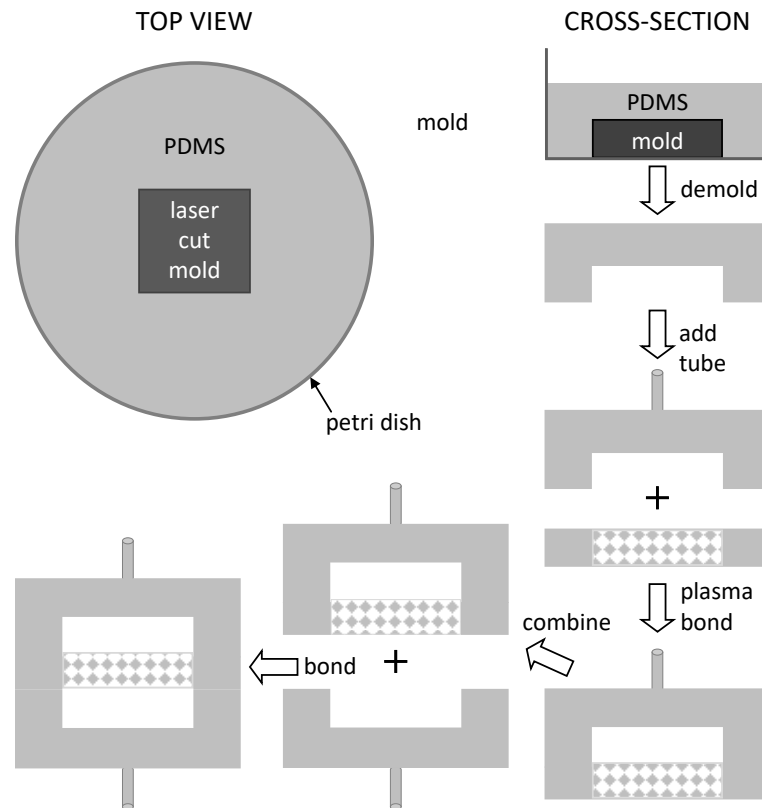 TOP VIEW
CROSS-SECTION
PDMS
laser
cut
mold
petri dish
mold
PDMS
mold
demold
add
tube
+
plasma
bond
combine
+
bond